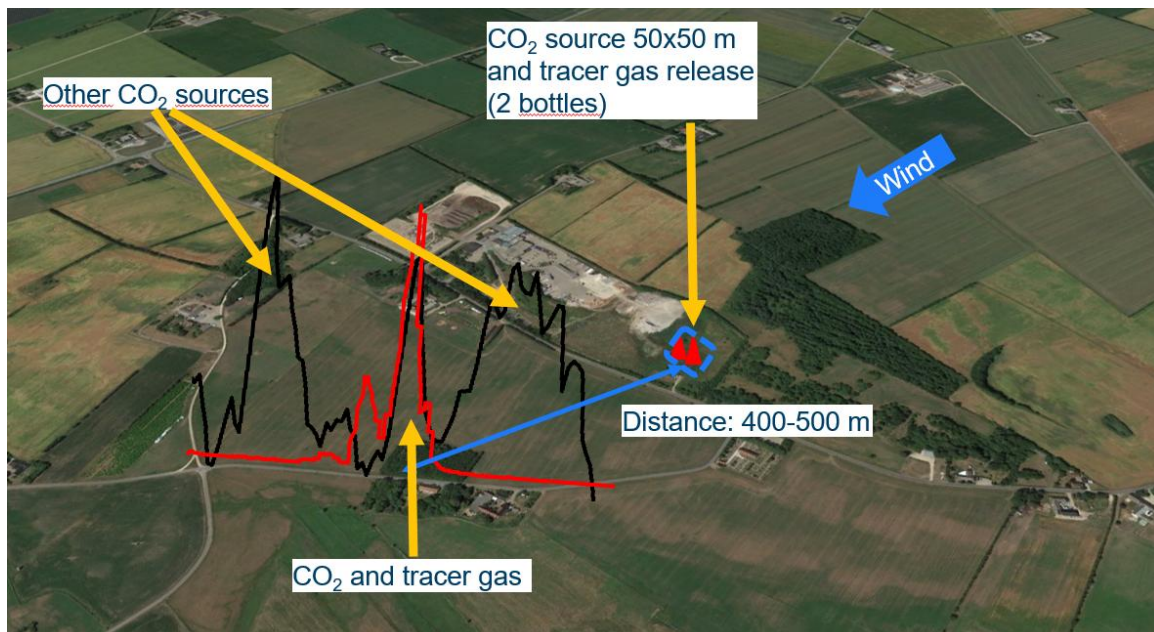 CO₂ source 50x50 m
and tracer gas release
(2 bottles)
Other CO₂ sources
Wind
Distance: 400-500 m
CO₂ and tracer gas